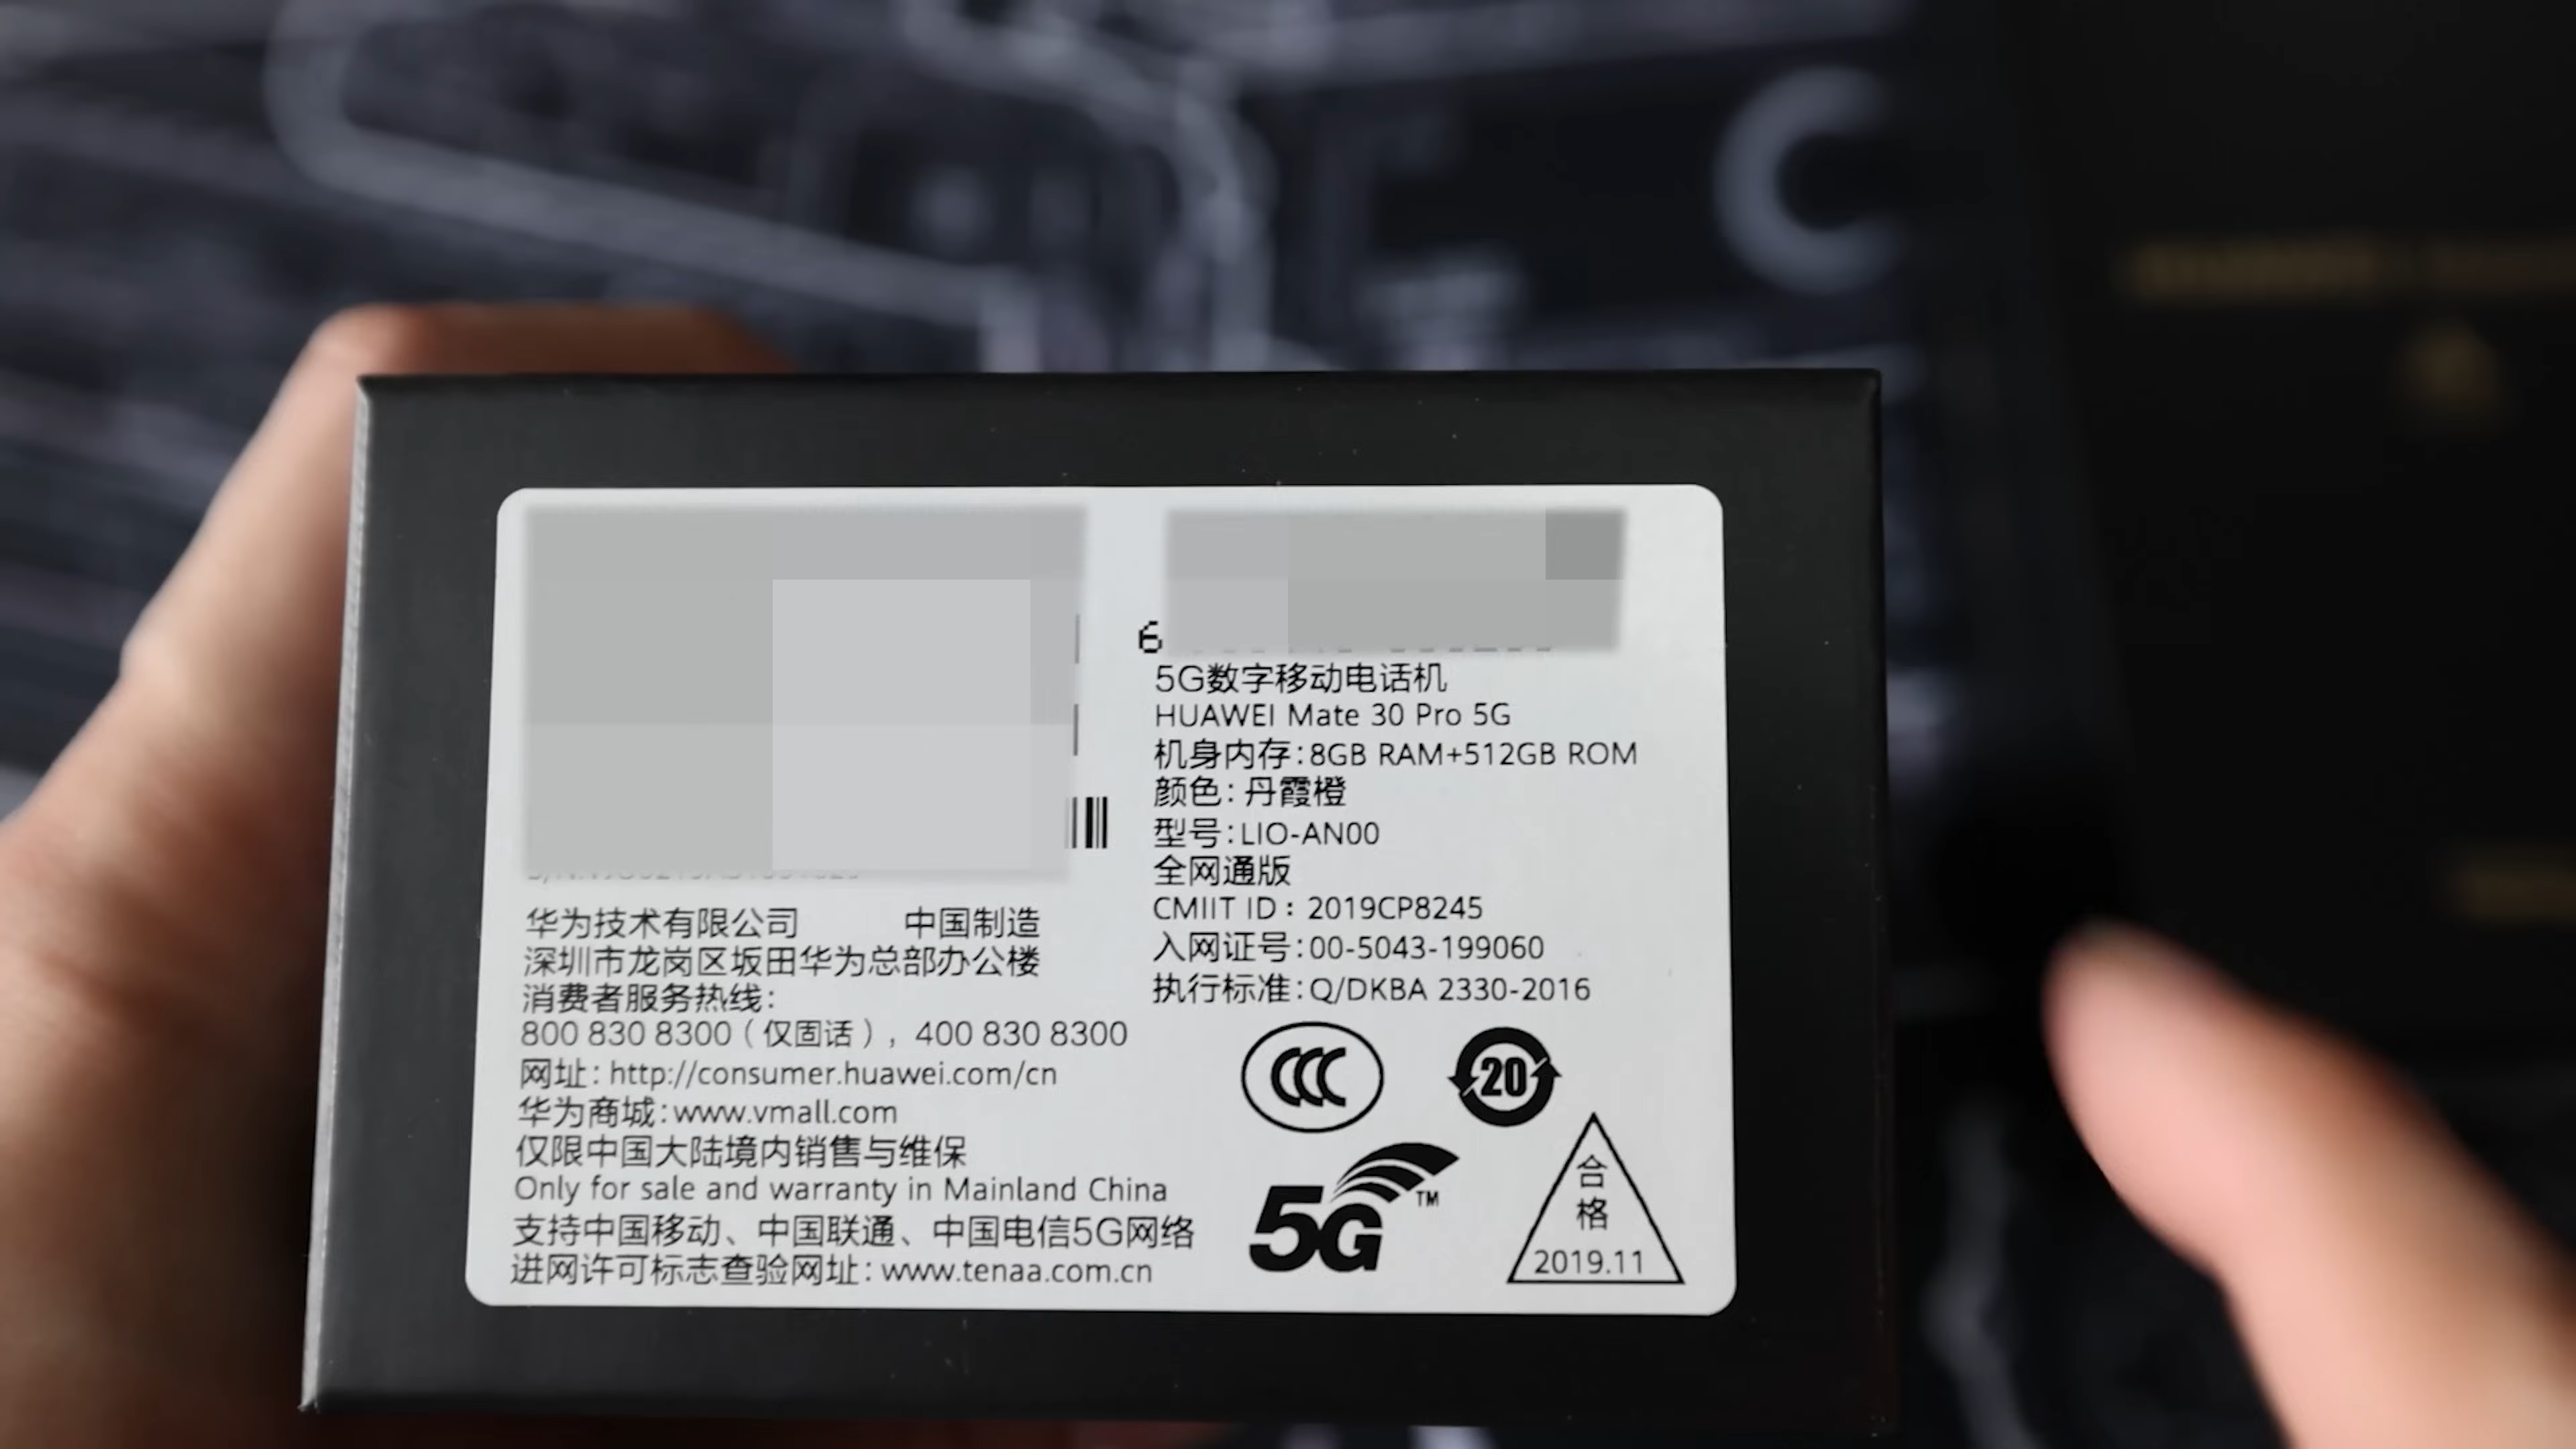 6
5G数字移动电话机
HUAWEI Mate 30 Pro 5G
机身内存:8GB RAM+512GB ROM
颜色:丹霞橙
型号:LIO-AN00
全网通版
CMIIT ID:2019CP8245
入网证号:00-5043-199060
执行标准:Q/DKBA 2330-2016
华为技术有限公司 中国制造
深圳市龙岗区坂田华为总部办公楼
消费者服务热线:
800 830 8300(仅固话),400 830 8300
网址:http://consumer.huawei.com/cn
华为商城:www.vmall.com
仅限中国大陆境内销售与维保
Only for sale and warranty in Mainland China
支持中国移动、中国联通、中国电信5G网络
进网许可标志查验网址:www.tenaa.com.cn
CCC
20
5G™
合
格
2019.11